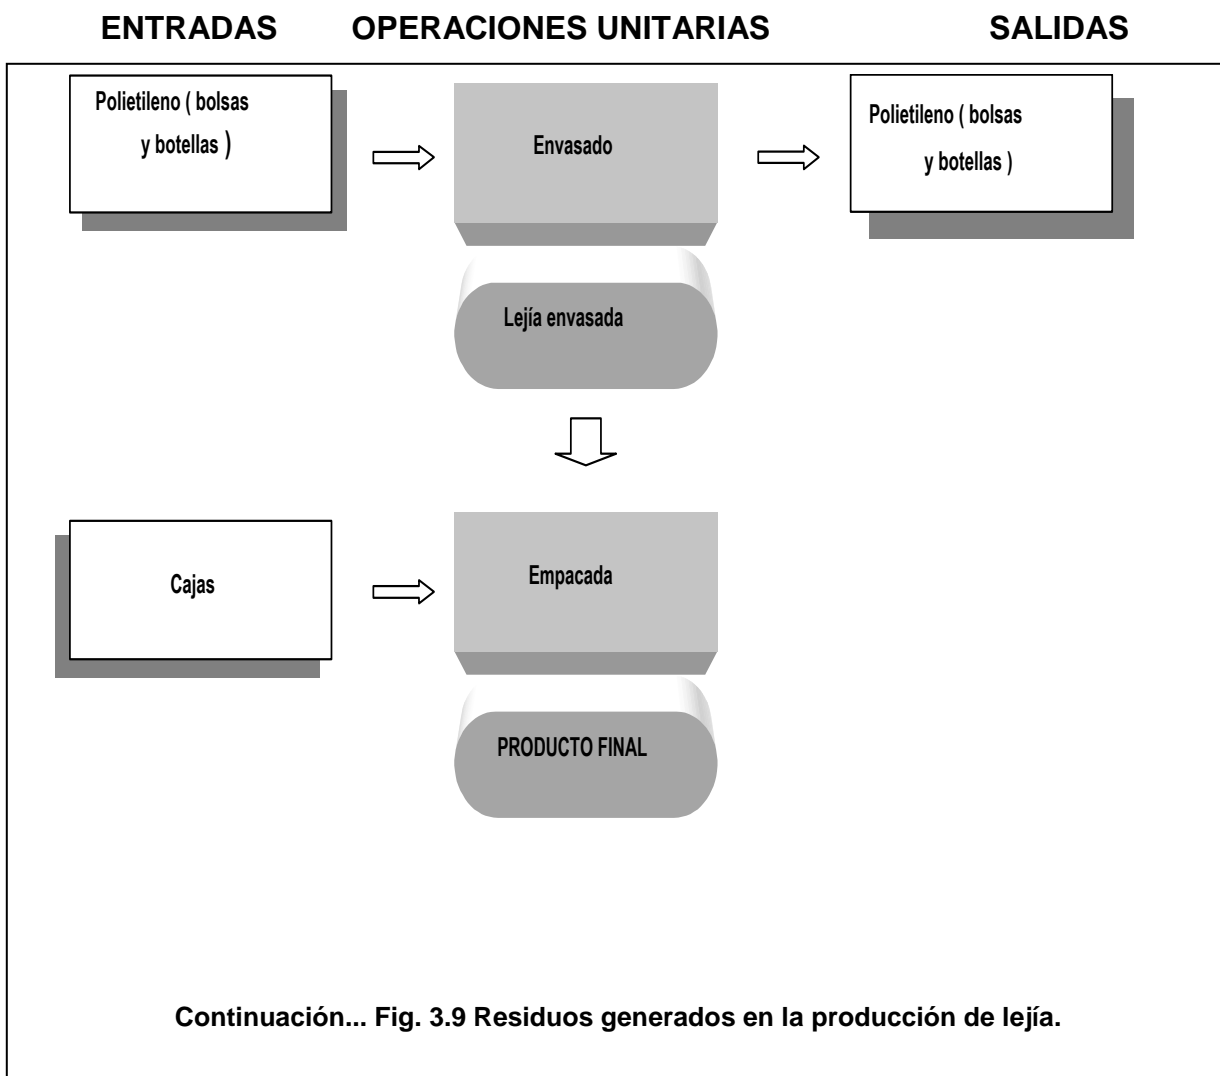 ENTRADAS OPERACIONES UNITARIAS SALIDAS
Polietileno ( bolsas
y botellas )
Envasado
Polietileno ( bolsas
y botellas )
Lejía envasada
Cajas
Empacada
PRODUCTO FINAL
Continuación... Fig. 3.9 Residuos generados en la producción de lejía.